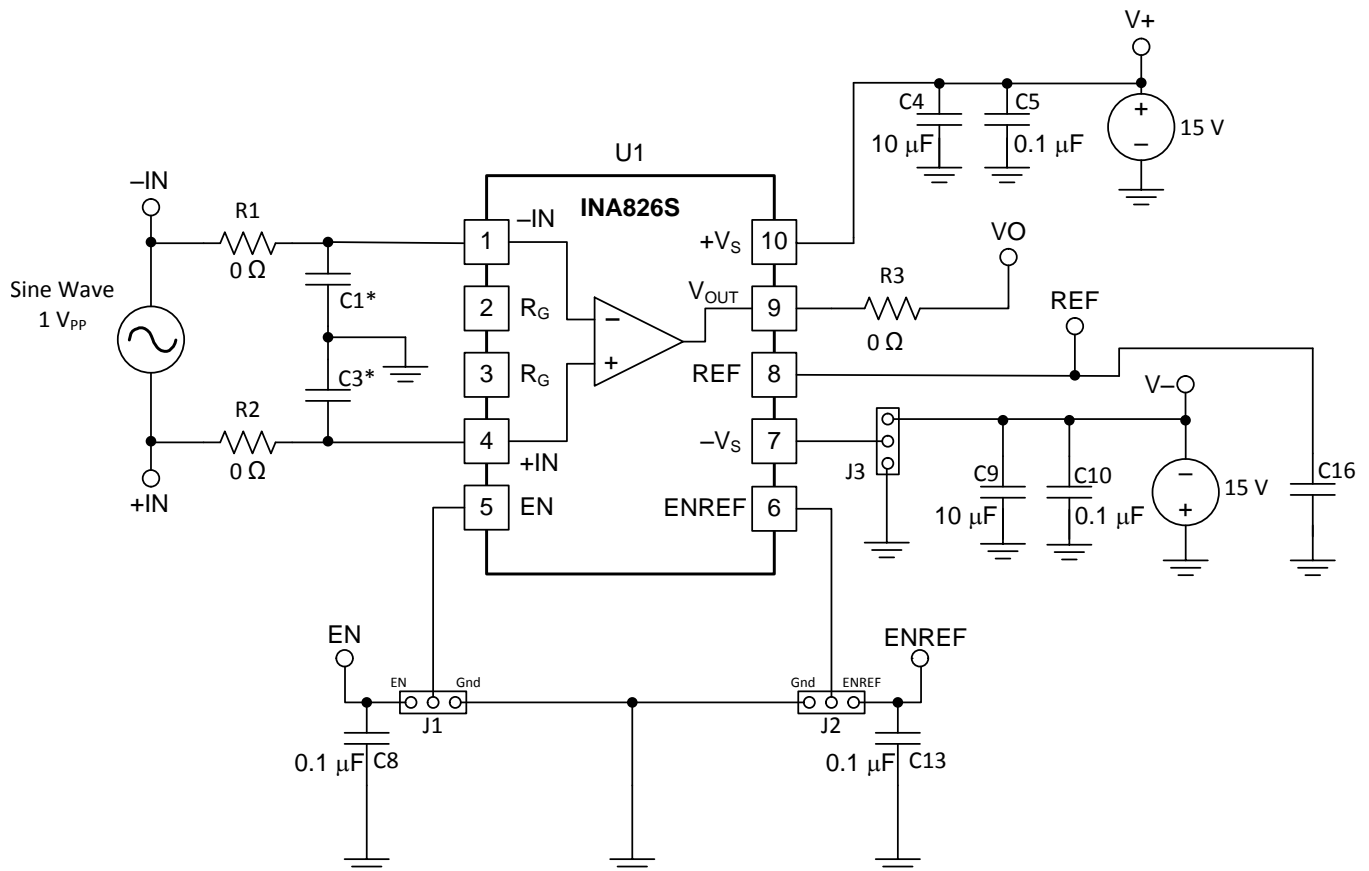 V+
C4
C5
10 μF
0.1 μF
+
−
15 V
U1
INA826S
–IN
R1
0 Ω
Sine Wave
1 VPP
C1*
C3*
R2
0 Ω
+IN
1
–IN
2
RG
3
RG
4
+IN
5
EN
−
+
+VS
10
VOUT
9
REF
8
–VS
7
ENREF
6
R3
0 Ω
VO
REF
V–
J3
C9
C10
10 μF
0.1 μF
−
+
15 V
C16
EN
EN
Gnd
J1
0.1 μF
C8
ENREF
Gnd
ENREF
J2
0.1 μF
C13